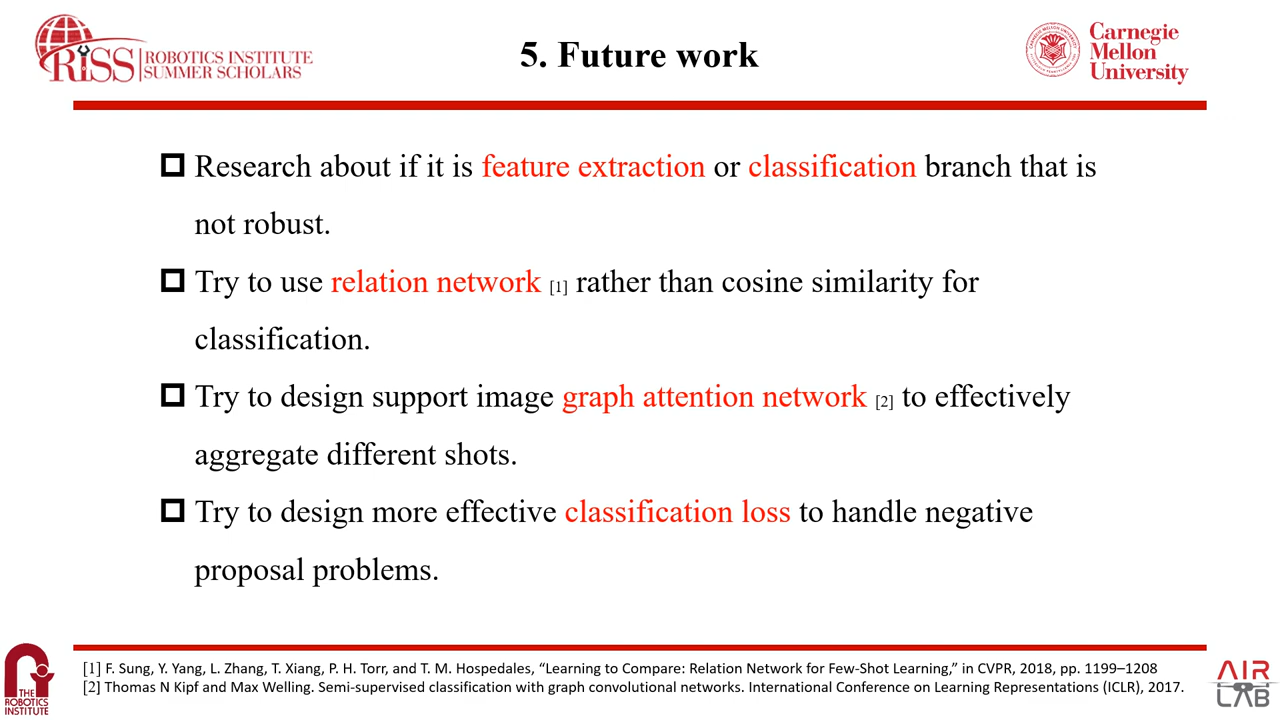 RISS ROBOTICS INSTITUTE
SUMMER SCHOLARS
5. Future work
Carnegie
Mellon
University
Research about if it is feature extraction or classification branch that is
not robust.
Try to use relation network [1] rather than cosine similarity for
classification.
Try to design support image graph attention network [2] to effectively
aggregate different shots.
Try to design more effective classification loss to handle negative
proposal problems.
THE
ROBOTICS
INSTITUTE
[1] F. Sung, Y. Yang, L. Zhang, T. Xiang, P. H. Torr, and T. M. Hospedales, “Learning to Compare: Relation Network for Few-Shot Learning,” in CVPR, 2018, pp. 1199–1208
[2] Thomas N Kipf and Max Welling. Semi-supervised classification with graph convolutional networks. International Conference on Learning Representations (ICLR), 2017.
AIR
LAB